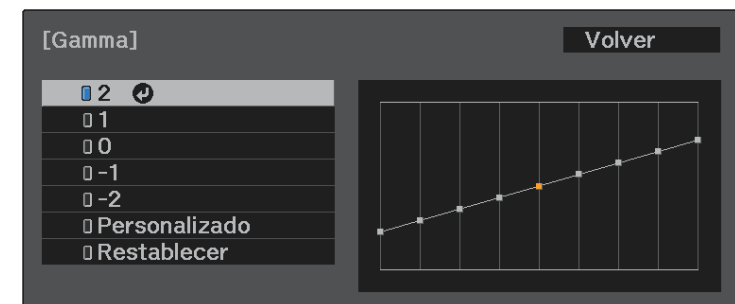 [Gamma]
Volver
2
1
0
-1
-2
Personalizado
Restablecer